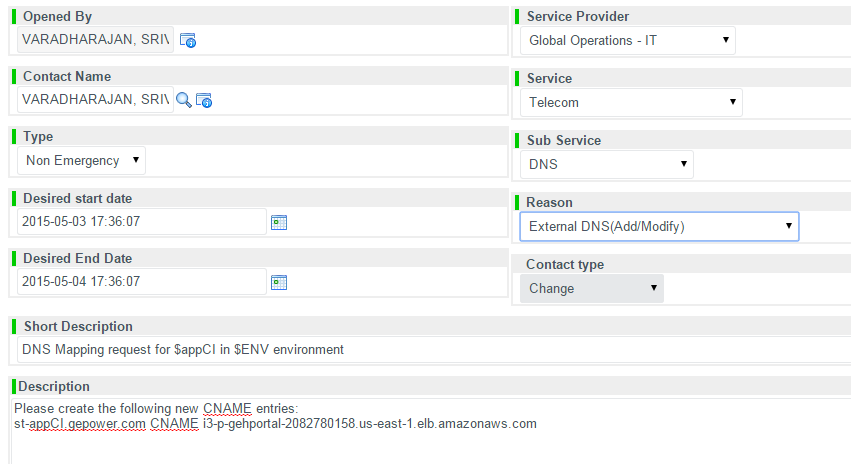 Opened By
VARADHARAJAN, SRIV
Contact Name
VARADHARAJAN, SRIV
Type
Non Emergency
Desired start date
2015-05-03 17:36:07
Desired End Date
2015-05-04 17:36:07
Service Provider
Global Operations - IT
Service
Telecom
Sub Service
DNS
Reason
External DNS(Add/Modify)
Contact type
Change
Short Description
DNS Mapping request for $appCI in $ENV environment
Description
Please create the following new CNAME entries:
st-appCI.gepower.com CNAME i3-p-gehportal-2082780158.us-east-1.elb.amazonaws.com